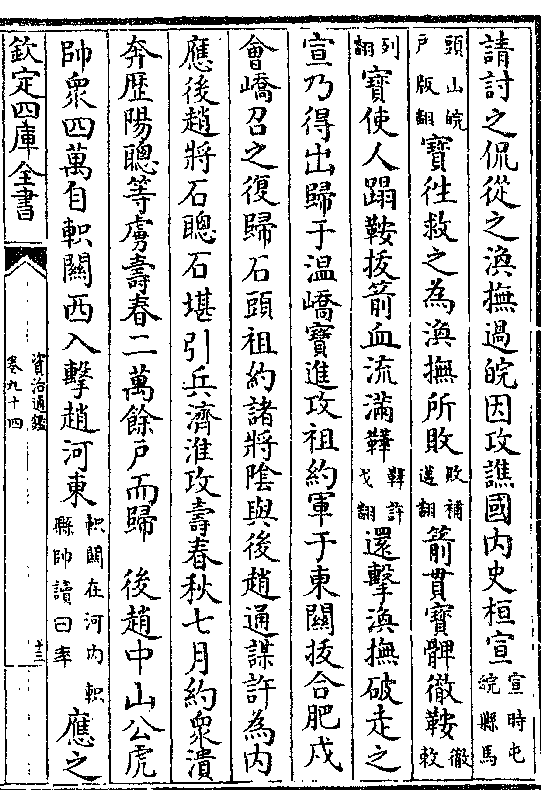 請討之侃從之渙撫過皖因攻譙國内史桓宣宣時屯皖縣馬
頭山皖戸版翻寶往救之為渙撫所敗敗補邁翻箭貫寶髀徹鞍徹敕
列翻寶使人蹋鞍拔箭血流滿鞾鞾許戈翻還擊渙撫破走之
宣乃得出歸于温嶠寶進攻祖約軍于東關拔合肥戍
會嶠召之復歸石頭祖約諸將陰與後趙通謀許為内
應後趙將石聰石堪引兵濟淮攻壽春秋七月約衆潰
奔歴陽聰等虜壽春二萬餘戸而歸 後趙中山公虎
帥衆四萬自軹關西入擊趙河東軹關在河内軹縣帥讀曰率應之
欽定四庫全書
資治通鑑
卷九十四
十三